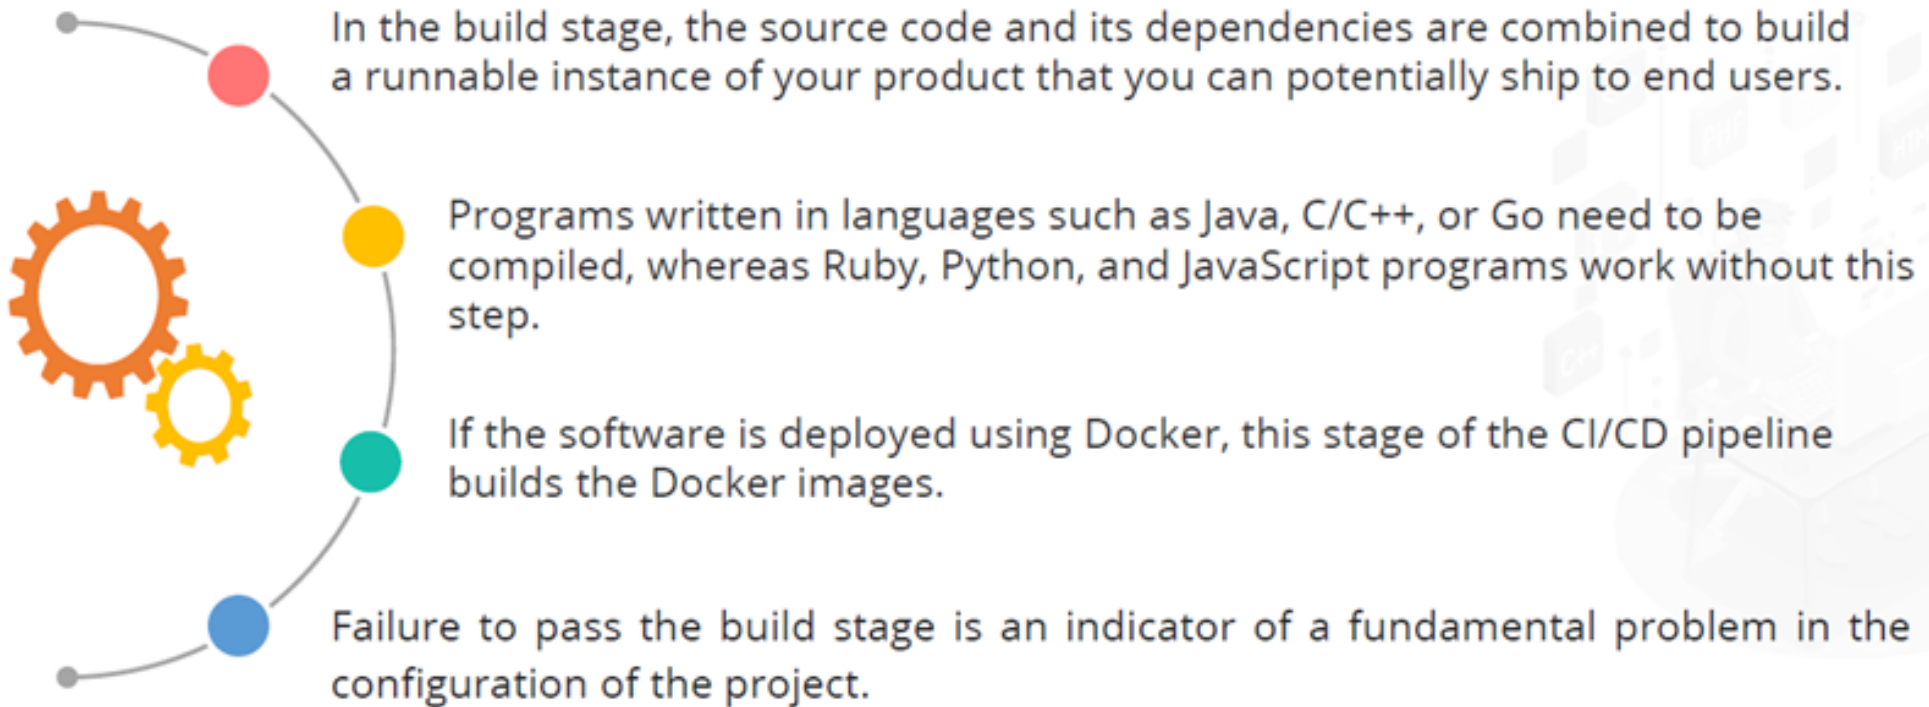 In the build stage, the source code and its dependencies are combined to build
a runnable instance of your product that you can potentially ship to end users.
Programs written in languages such as Java, C/C++, or Go need to be
compiled, whereas Ruby, Python, and JavaScript programs work without this
step.
If the software is deployed using Docker, this stage of the CI/CD pipeline
builds the Docker images.
Failure to pass the build stage is an indicator of a fundamental problem in the
configuration of the project.
PHP
C++